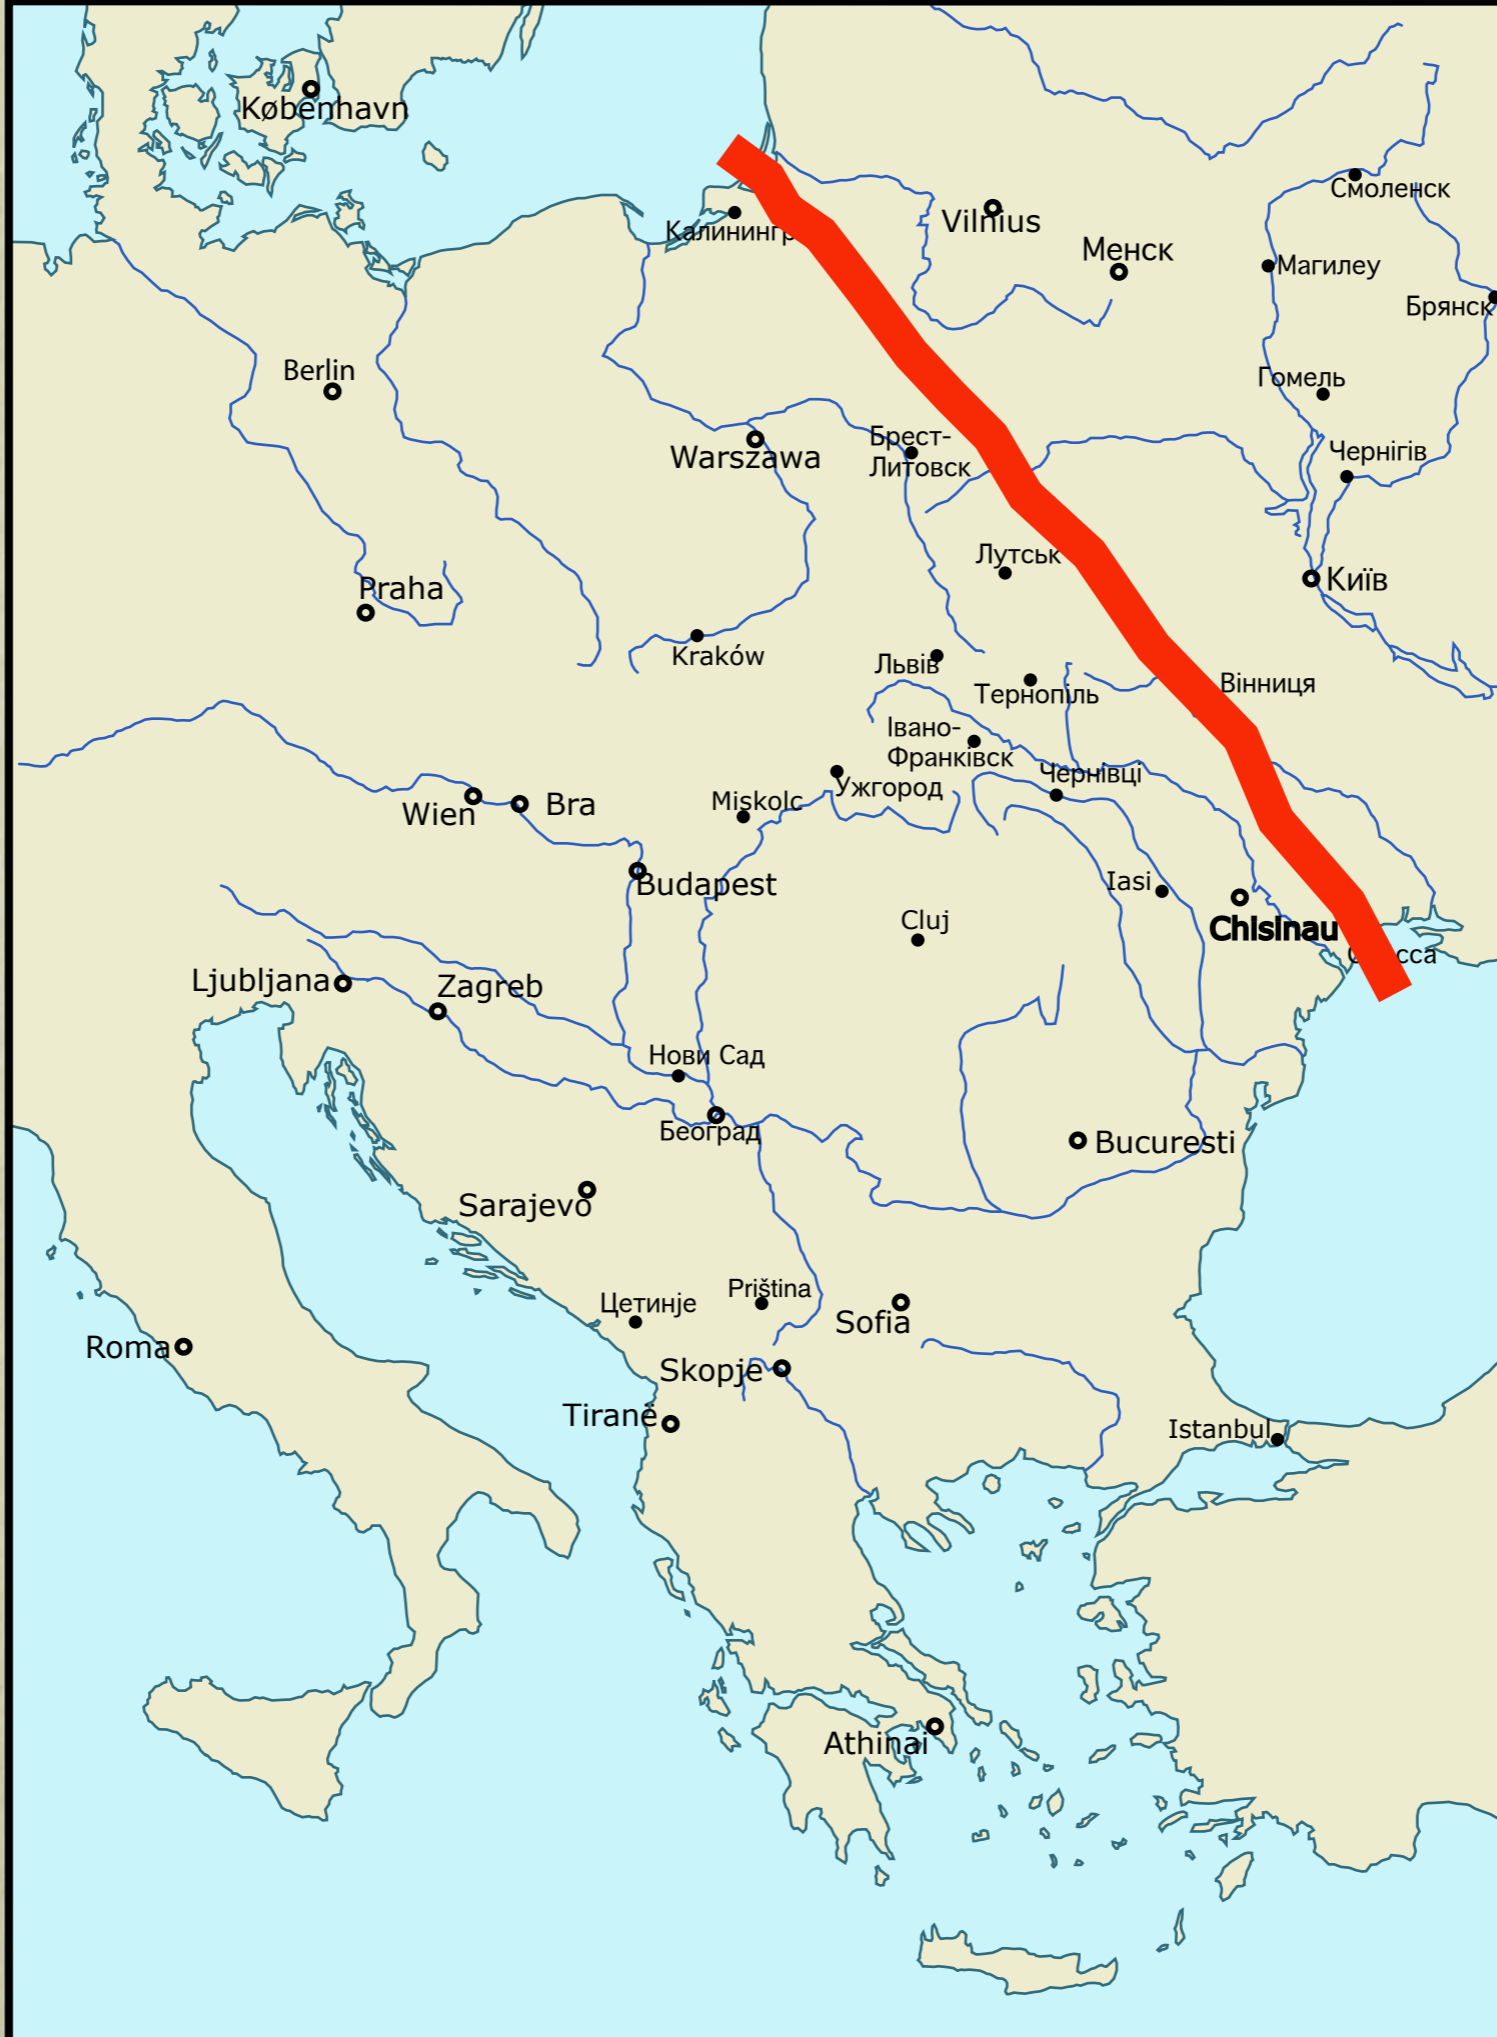 København
Смоленск
Калинингр
Vilnius
Менск
Магилеу
Брянск
Berlin
Гомель
Warszawa
Брест-
Литовск
Чернігів
Лутськ
Київ
Praha
Kraków
Львів
Тернопіль
Вінниця
Івано-
Франківск
Ужгород
Чернівці
Miskolc
Wien
Bra
Budapest
Iasi
Cluj
Chisinau
сса
Ljubljana
Zagreb
Нови Сад
Београд
Bucuresti
Sarajevo
Цетинје
Priština
Sofia
Roma
Skopje
Tiranë
Istanbul
Athinai